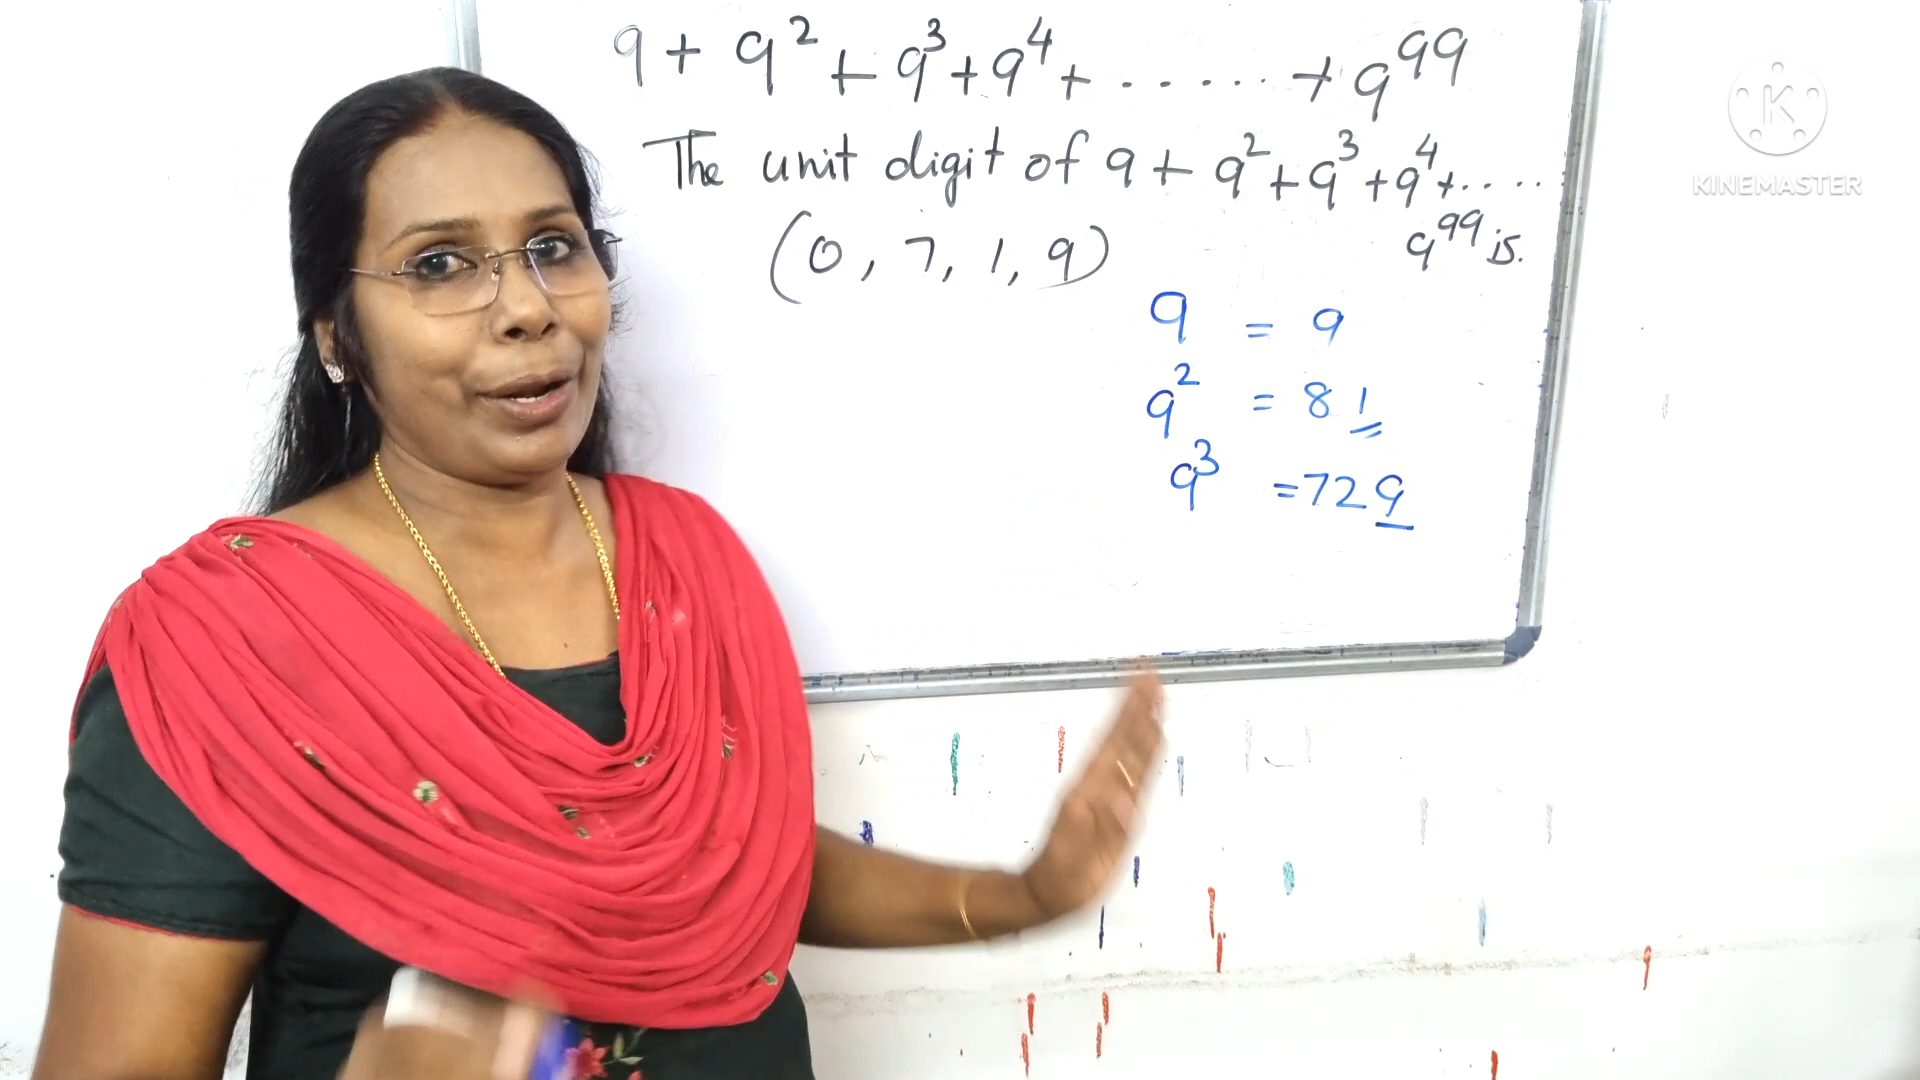 9 + 9² + 9³ + 9⁴ + ...... + 9⁹⁹
The unit digit of 9 + 9² + 9³ + 9⁴ + ....
9⁹⁹ is.
(0, 7, 1, 9)
9 = 9
9² = 81
9³ = 729
K
KINEMASTER